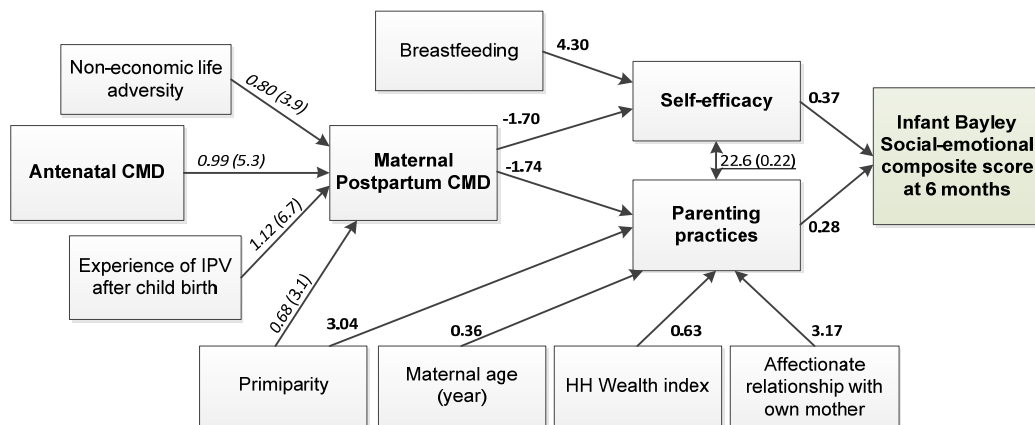 Breastfeeding
4.30
Non-economic life
adversity
0.80 (3.9)
Self-efficacy
0.37
Infant Bayley
Social-emotional
composite score
at 6 months
-1.70
Antenatal CMD
0.99 (5.3)
Maternal
Postpartum CMD
-1.74
22.6 (0.22)
Parenting
practices
0.28
Experience of IPV
after child birth
1.12 (6.7)
0.68 (3.1)
3.04
0.36
0.63
3.17
Primiparity
Maternal age
(year)
HH Wealth index
Affectionate
relationship with
own mother